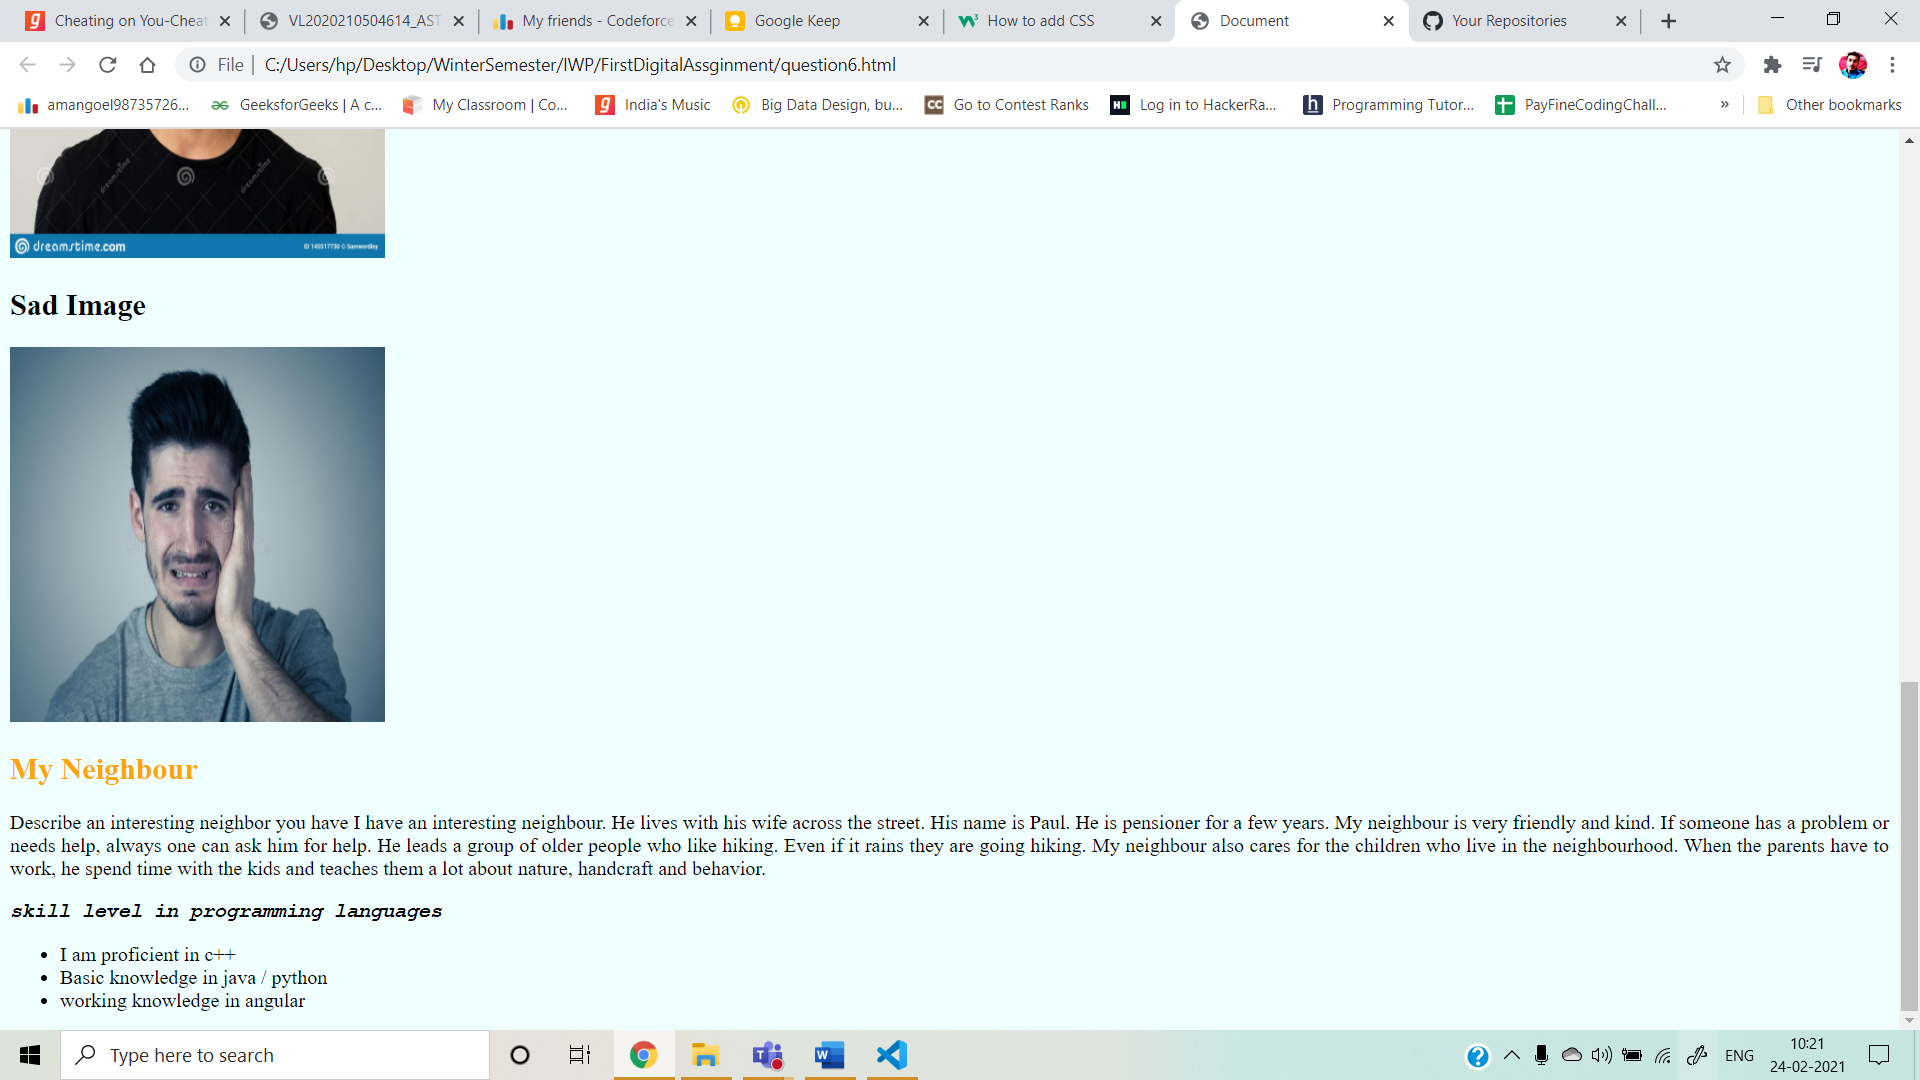 Cheating on You-Cheat
VL2020210504614_AST
My friends - Codeforce
Google Keep
How to add CSS
Document
Your Repositories
File
C:/Users/hp/Desktop/WinterSemester/IWP/FirstDigitalAssginment/question6.html
amangoel98735726...
GeeksforGeeks | A c...
My Classroom | Co...
India's Music
Big Data Design, bu...
CC
Go to Contest Ranks
Log in to HackerRa...
Programming Tutor...
PayFineCodingChall...
»
Other bookmarks
dreamstime
dreamstime
dreamstime.com
ID 145517730 © Samwordley
Sad Image
My Neighbour
Describe an interesting neighbor you have I have an interesting neighbour. He lives with his wife across the street. His name is Paul. He is pensioner for a few years. My neighbour is very friendly and kind. If someone has a problem or
needs help, always one can ask him for help. He leads a group of older people who like hiking. Even if it rains they are going hiking. My neighbour also cares for the children who live in the neighbourhood. When the parents have to
work, he spend time with the kids and teaches them a lot about nature, handcraft and behavior.
skill level in programming languages
• I am proficient in c++
• Basic knowledge in java / python
• working knowledge in angular
Type here to search
ENG
10:21
24-02-2021